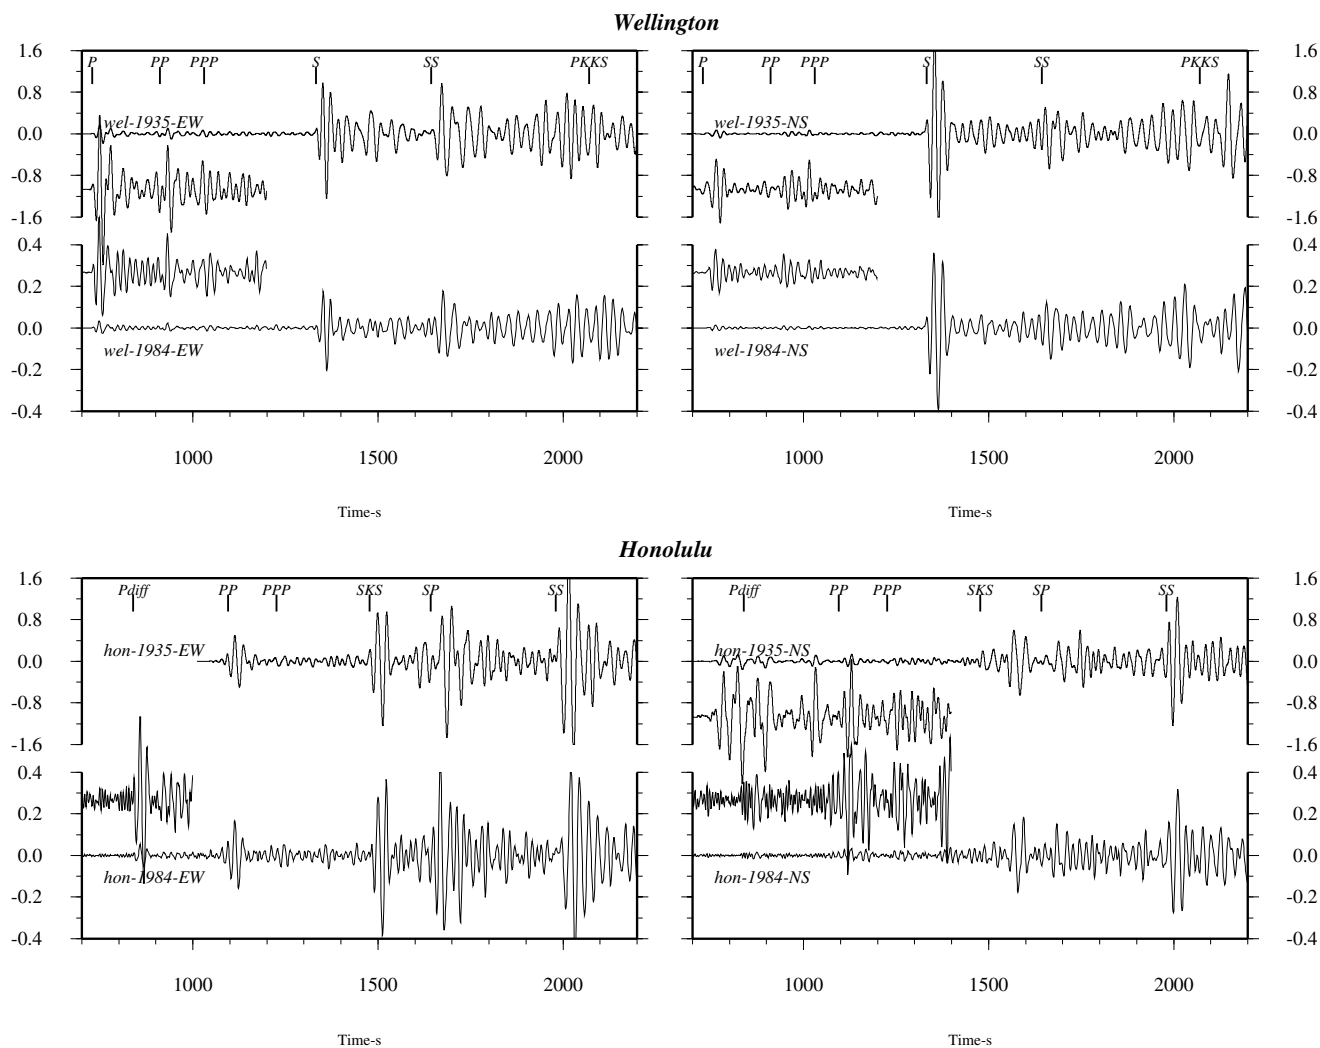 Wellington
1.6 P PP PPP S SS PKKS P PP PPP S SS PKKS 1.6
0.8 0.8
wel-1935-EW wel-1935-NS
0.0 0.0
-0.8 -0.8
-1.6 -1.6
0.4 0.4
0.2 0.2
0.0 0.0
wel-1984-EW wel-1984-NS
-0.2 -0.2
-0.4 -0.4
1000 1500 2000 1000 1500 2000
Time-s Time-s
Honolulu
1.6 1.6
Pdiff PP PPP SKS SP SS Pdiff PP PPP SKS SP SS
0.8 0.8
hon-1935-EW hon-1935-NS
0.0 0.0
-0.8 -0.8
-1.6 -1.6
0.4 0.4
0.2 0.2
0.0 0.0
hon-1984-EW hon-1984-NS
-0.2 -0.2
-0.4 -0.4
1000 1500 2000 1000 1500 2000
Time-s Time-s